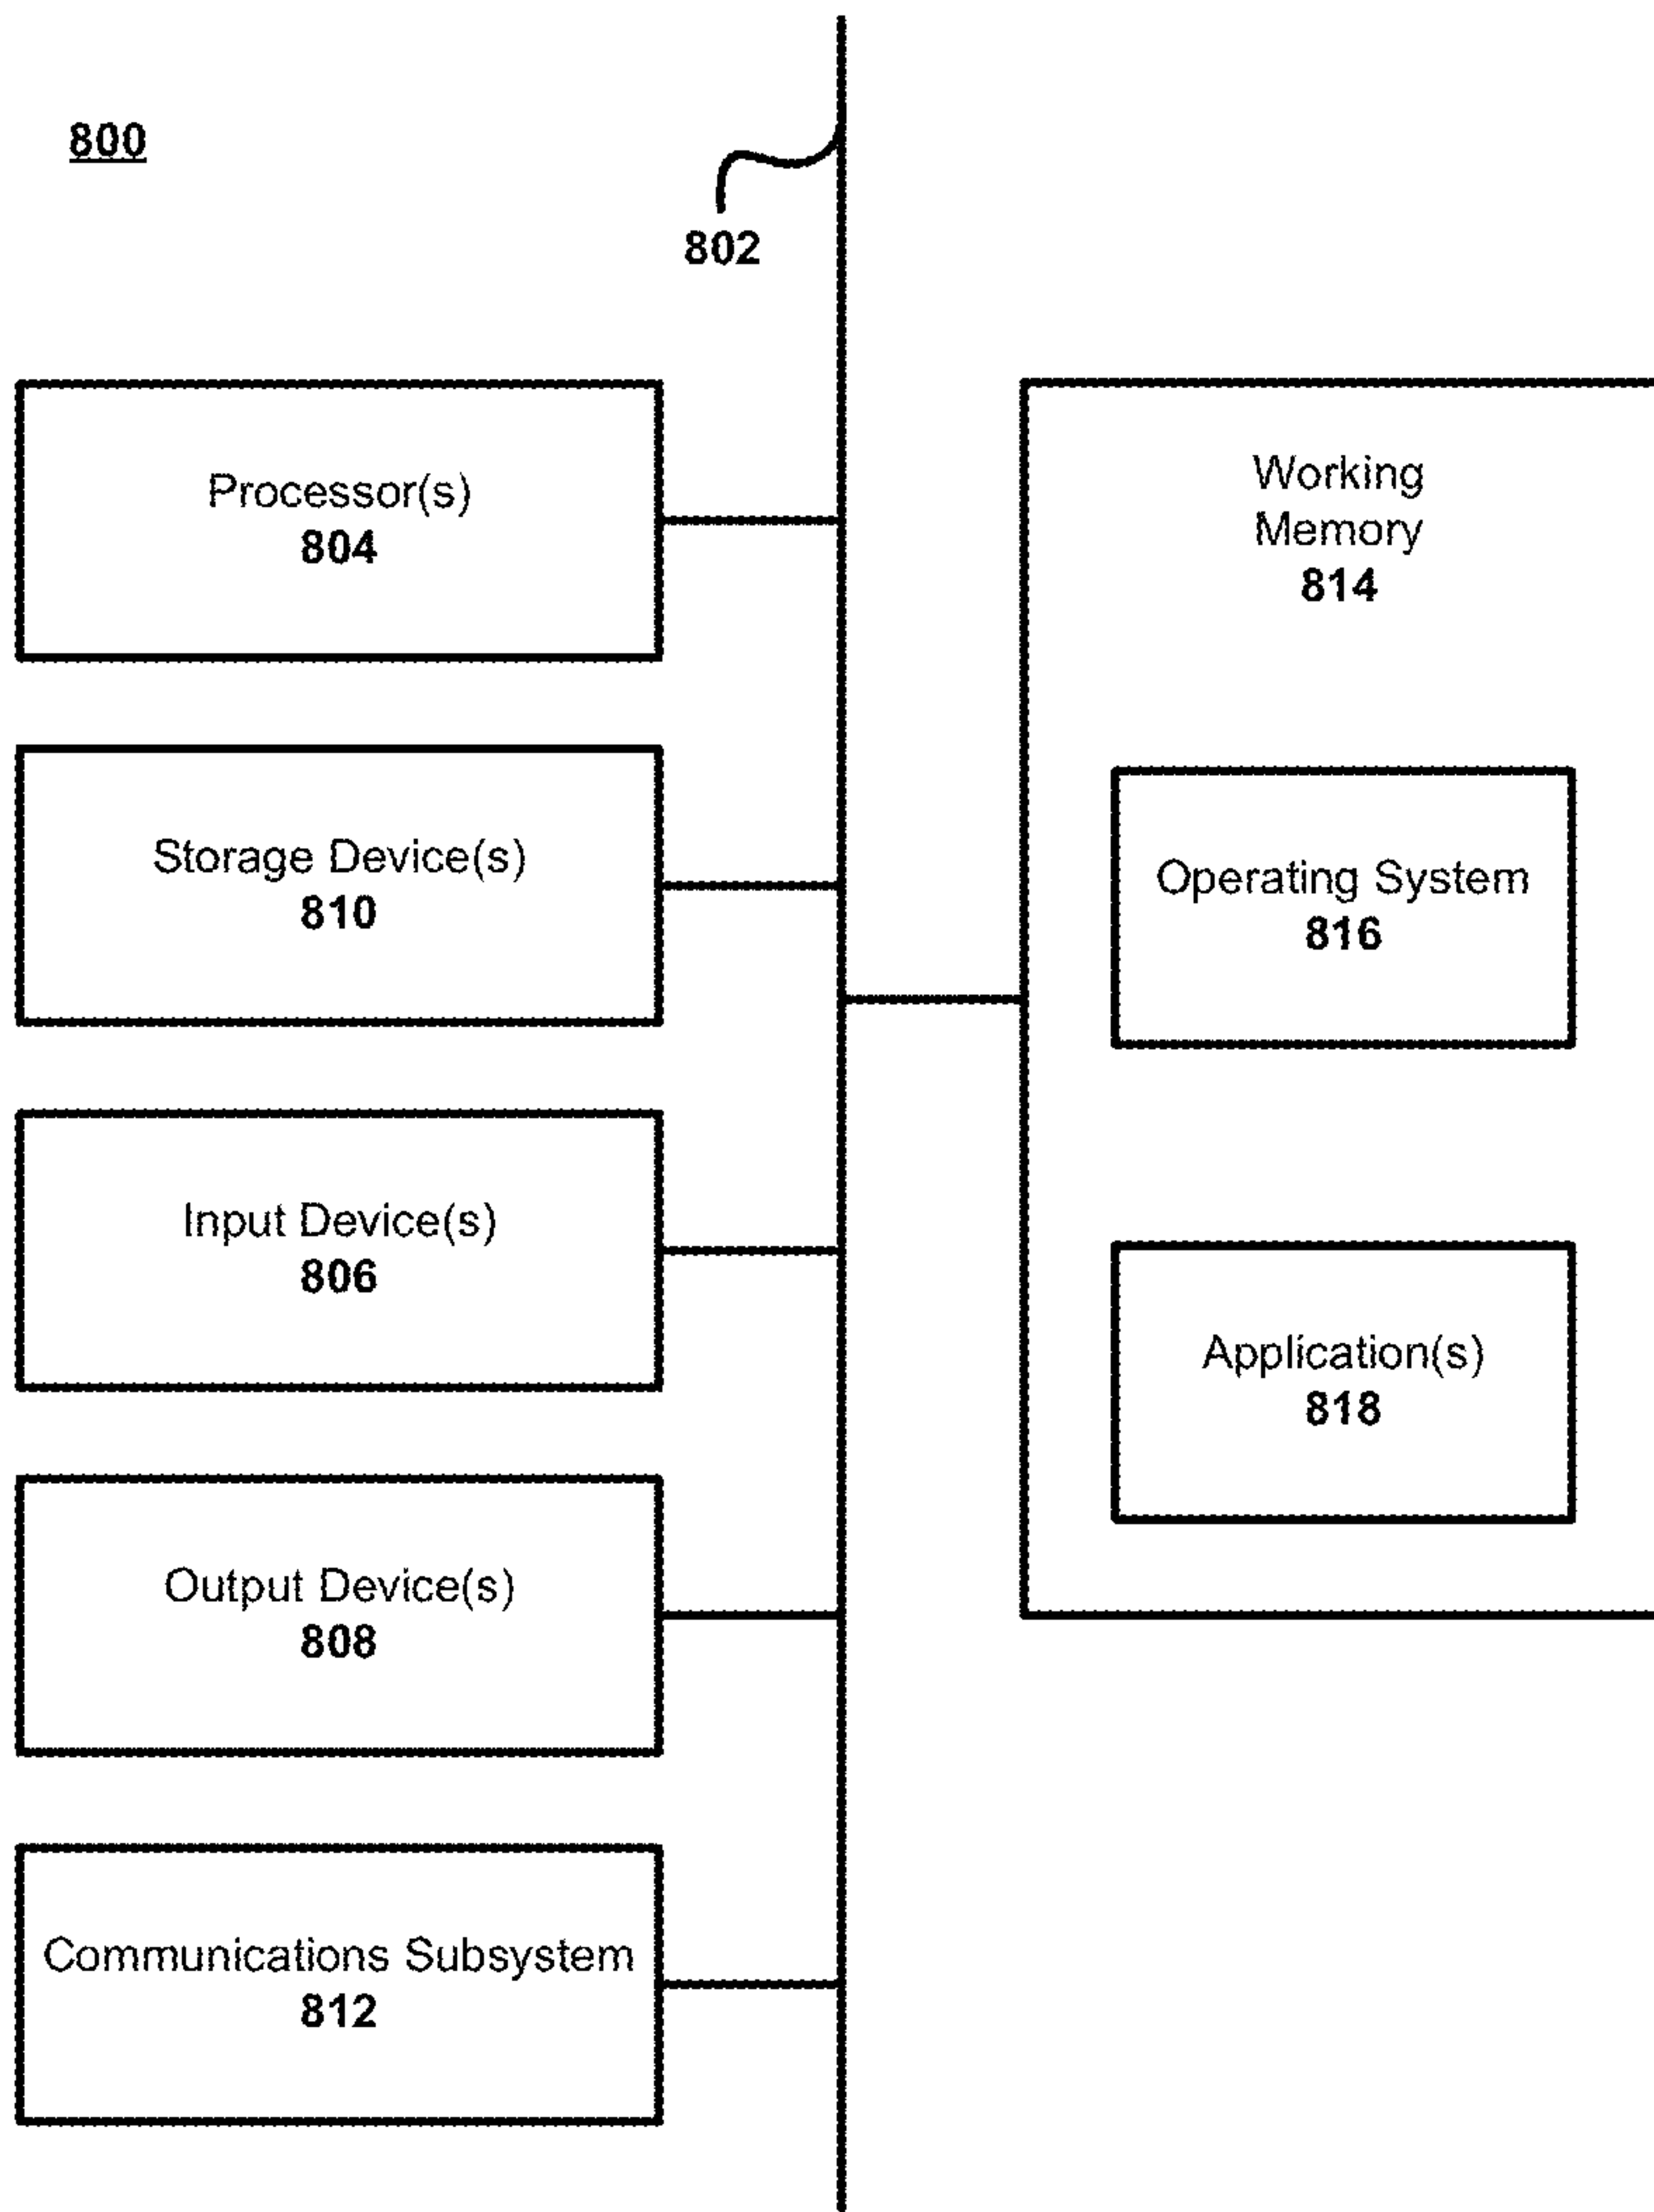 800
802
Processor(s)
804
Storage Device(s)
810
Input Device(s)
806
Output Device(s)
808
Communications Subsystem
812
Working
Memory
814
Operating System
816
Application(s)
818